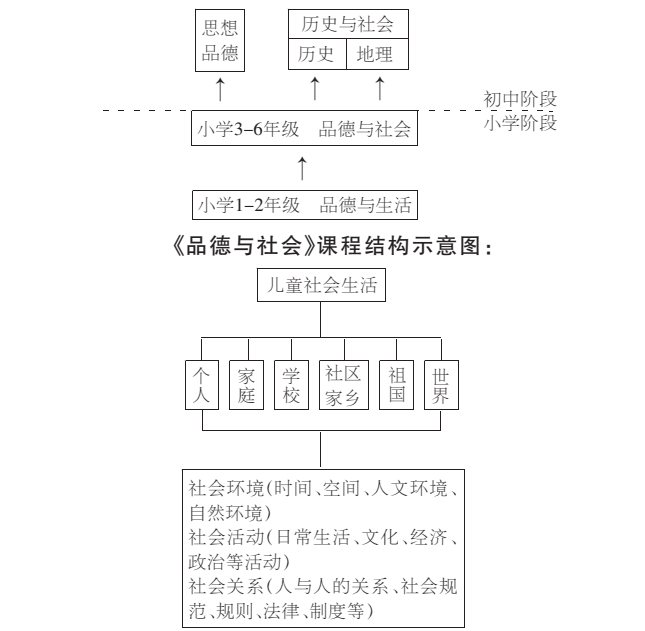 思想
品德
历史与社会
历史 地理
初中阶段
小学阶段
小学3-6年级 品德与社会
小学1-2年级 品德与生活
《品德与社会》课程结构示意图：
儿童社会生活
个人
家庭
学校
社区
家乡
祖国
世界
社会环境(时间、空间、人文环境、
自然环境)
社会活动(日常生活、文化、经济、
政治等活动)
社会关系(人与人的关系、社会规
范、规则、法律、制度等)